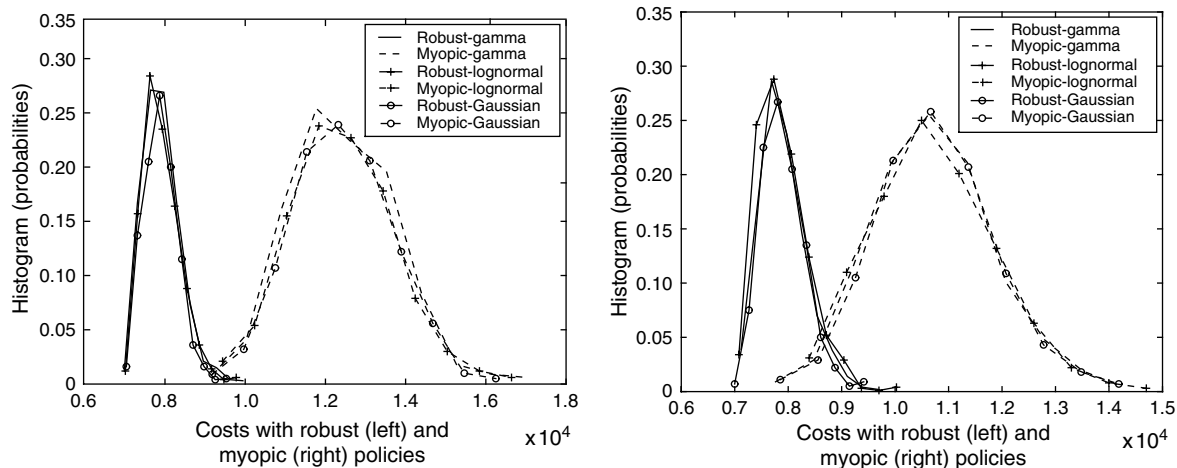 0.35
0.30
0.25
0.20
0.15
0.10
0.05
0
Histogram (probabilities)
0.6
0.8
1.0
1.2
1.4
1.6
1.8
×10⁴
Costs with robust (left) and
myopic (right) policies
Robust-gamma
Myopic-gamma
Robust-lognormal
Myopic-lognormal
Robust-Gaussian
Myopic-Gaussian
0.35
0.30
0.25
0.20
0.15
0.10
0.05
0
Histogram (probabilities)
0.6
0.7
0.8
0.9
1.0
1.1
1.2
1.3
1.4
1.5
×10⁴
Costs with robust (left) and
myopic (right) policies
Robust-gamma
Myopic-gamma
Robust-lognormal
Myopic-lognormal
Robust-Gaussian
Myopic-Gaussian